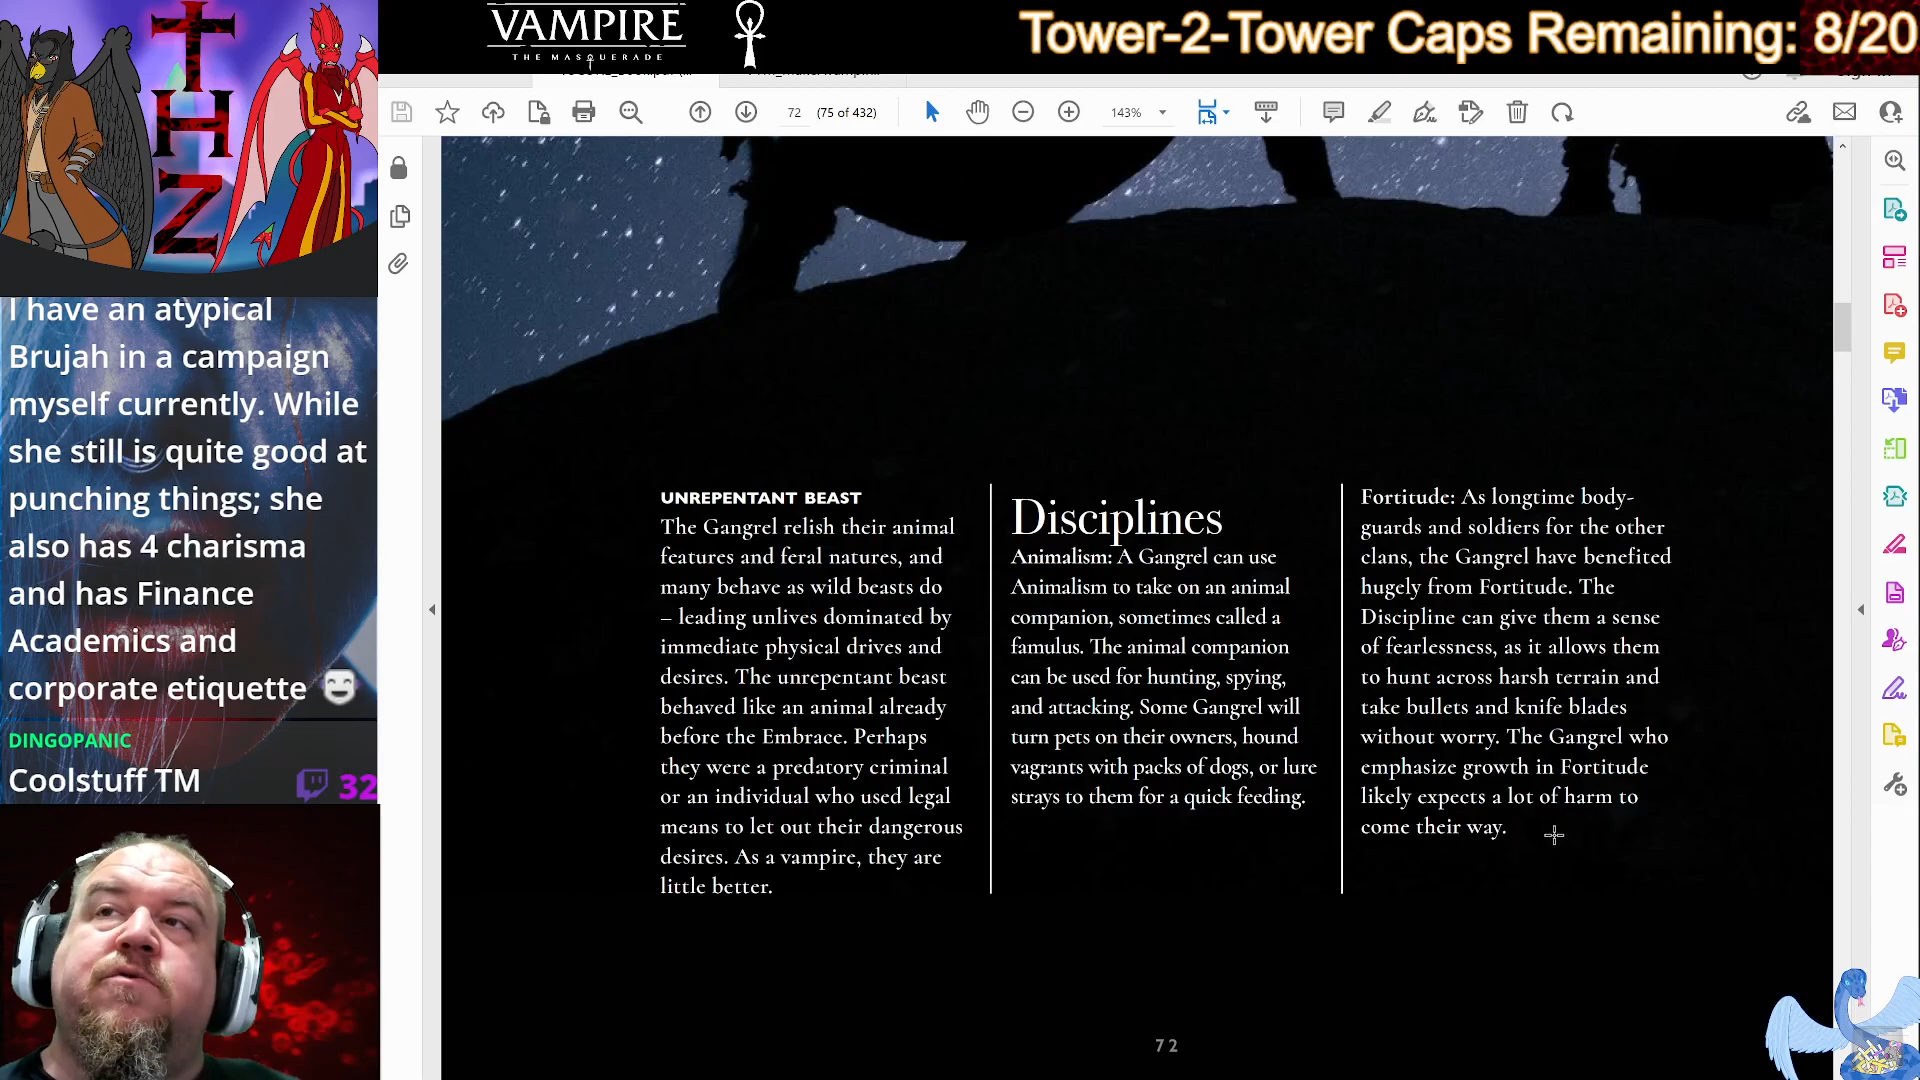 THZ
VAMPIRE
THE MASQUERADE
Tower-2-Tower Caps Remaining: 8/20
72
(75 of 432)
143%
I have an atypical
Brujah in a campaign
myself currently. While
she still is quite good at
punching things; she
also has 4 charisma
and has Finance
Academics and
corporate etiquette
DINGOPANIC
Coolstuff TM
32
UNREPENTANT BEAST
The Gangrel relish their animal
features and feral natures, and
many behave as wild beasts do
– leading unlives dominated by
immediate physical drives and
desires. The unrepentant beast
behaved like an animal already
before the Embrace. Perhaps
they were a predatory criminal
or an individual who used legal
means to let out their dangerous
desires. As a vampire, they are
little better.
Disciplines
Animalism: A Gangrel can use
Animalism to take on an animal
companion, sometimes called a
famulus. The animal companion
can be used for hunting, spying,
and attacking. Some Gangrel will
turn pets on their owners, hound
vagrants with packs of dogs, or lure
strays to them for a quick feeding.
Fortitude: As longtime body-
guards and soldiers for the other
clans, the Gangrel have benefited
hugely from Fortitude. The
Discipline can give them a sense
of fearlessness, as it allows them
to hunt across harsh terrain and
take bullets and knife blades
without worry. The Gangrel who
emphasize growth in Fortitude
likely expects a lot of harm to
come their way.
72